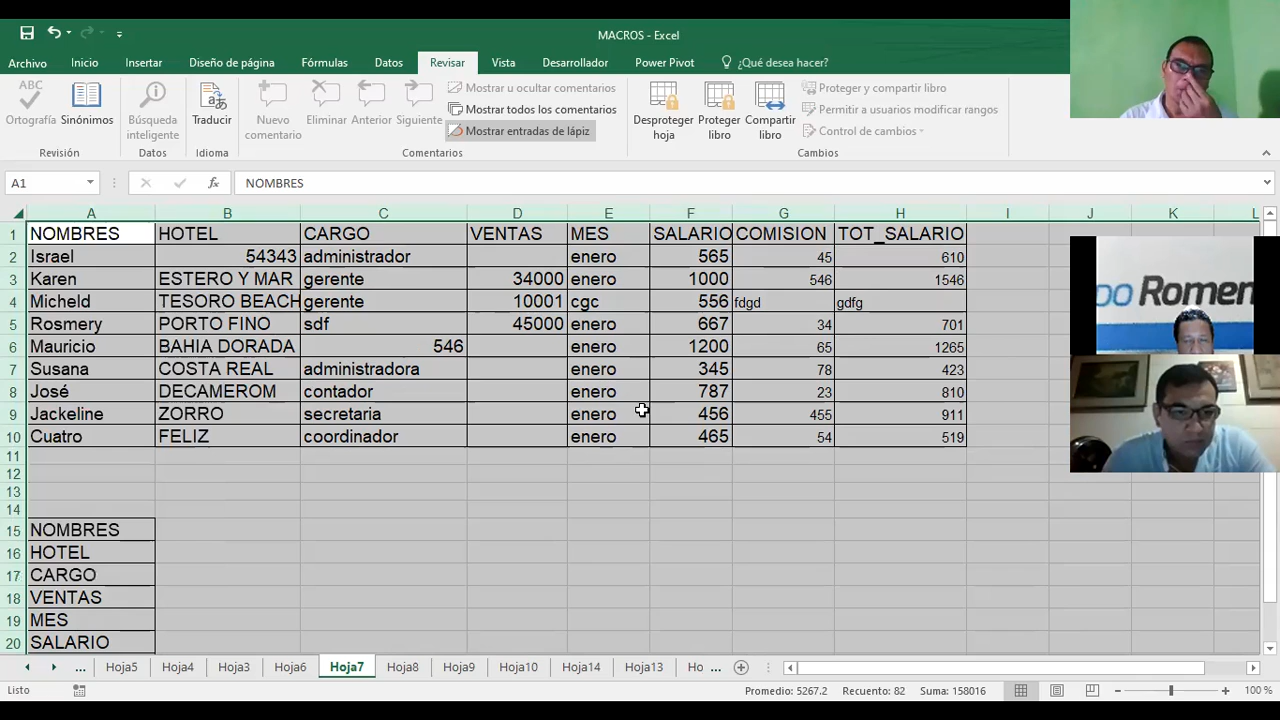 MACROS - Excel
Archivo Inicio Insertar Diseño de página Fórmulas Datos Revisar Vista Desarrollador Power Pivot ¿Qué desea hacer?
ABC
Ortografía
Sinónimos
Revisión
Búsqueda inteligente
Datos
Traducir
Idioma
Nuevo comentario
Eliminar
Anterior
Siguiente
Mostrar u ocultar comentarios
Mostrar todos los comentarios
Mostrar entradas de lápiz
Comentarios
Desproteger hoja
Proteger libro
Compartir libro
Proteger y compartir libro
Permitir a usuarios modificar rangos
Control de cambios
Cambios
A1 fx NOMBRES
A B C D E F G H I J K L
1 NOMBRES HOTEL CARGO VENTAS MES SALARIO COMISION TOT_SALARIO
2 Israel 54343 administrador enero 565 45 610
3 Karen ESTERO Y MAR gerente 34000 enero 1000 546 1546
4 Micheld TESORO BEACH gerente 10001 cgc 556 fdgd gdfg
5 Rosmery PORTO FINO sdf 45000 enero 667 34 701
6 Mauricio BAHIA DORADA 546 enero 1200 65 1265
7 Susana COSTA REAL administradora enero 345 78 423
8 José DECAMEROM contador enero 787 23 810
9 Jackeline ZORRO secretaria enero 456 455 911
10 Cuatro FELIZ coordinador enero 465 54 519
11
12
13
14
15 NOMBRES
16 HOTEL
17 CARGO
18 VENTAS
19 MES
20 SALARIO
po Romen
... Hoja5 Hoja4 Hoja3 Hoja6 Hoja7 Hoja8 Hoja9 Hoja10 Hoja14 Hoja13 Ho ...
Listo Promedio: 5267.2 Recuento: 82 Suma: 158016 100 %